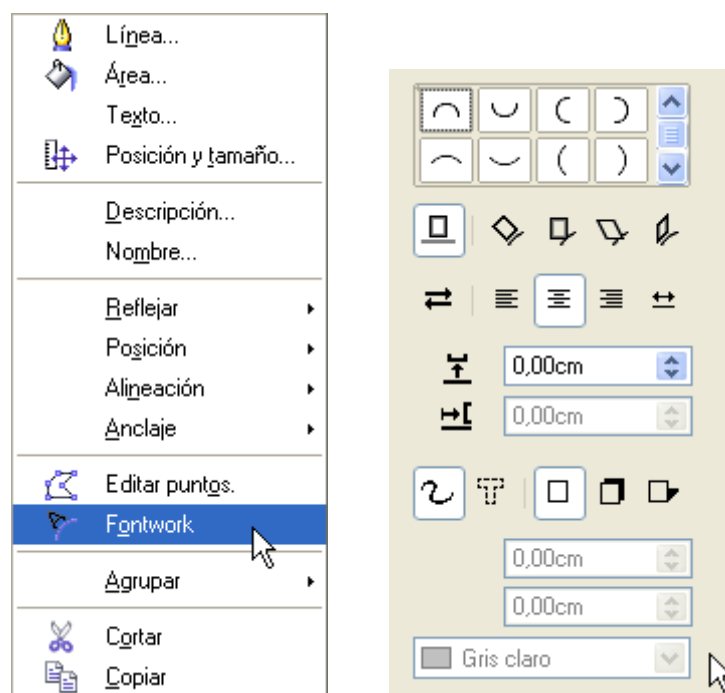 Línea...
Área...
Texto...
Posición y tamaño...
Descripción...
Nombre...
Reflejar
Posición
Alineación
Anclaje
Editar puntos.
Fontwork
Agrupar
Cortar
Copiar
0,00cm
0,00cm
0,00cm
0,00cm
Gris claro